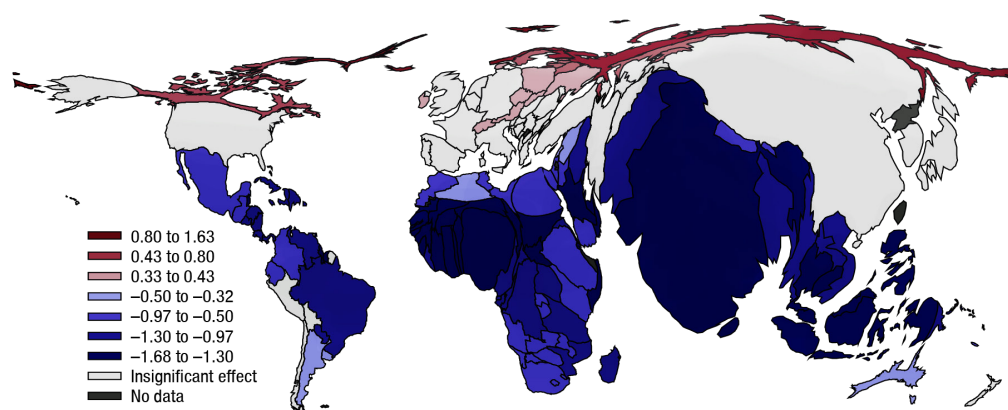 0.80 to 1.63
0.43 to 0.80
0.33 to 0.43
–0.50 to –0.32
–0.97 to –0.50
–1.30 to –0.97
–1.68 to –1.30
Insignificant effect
No data